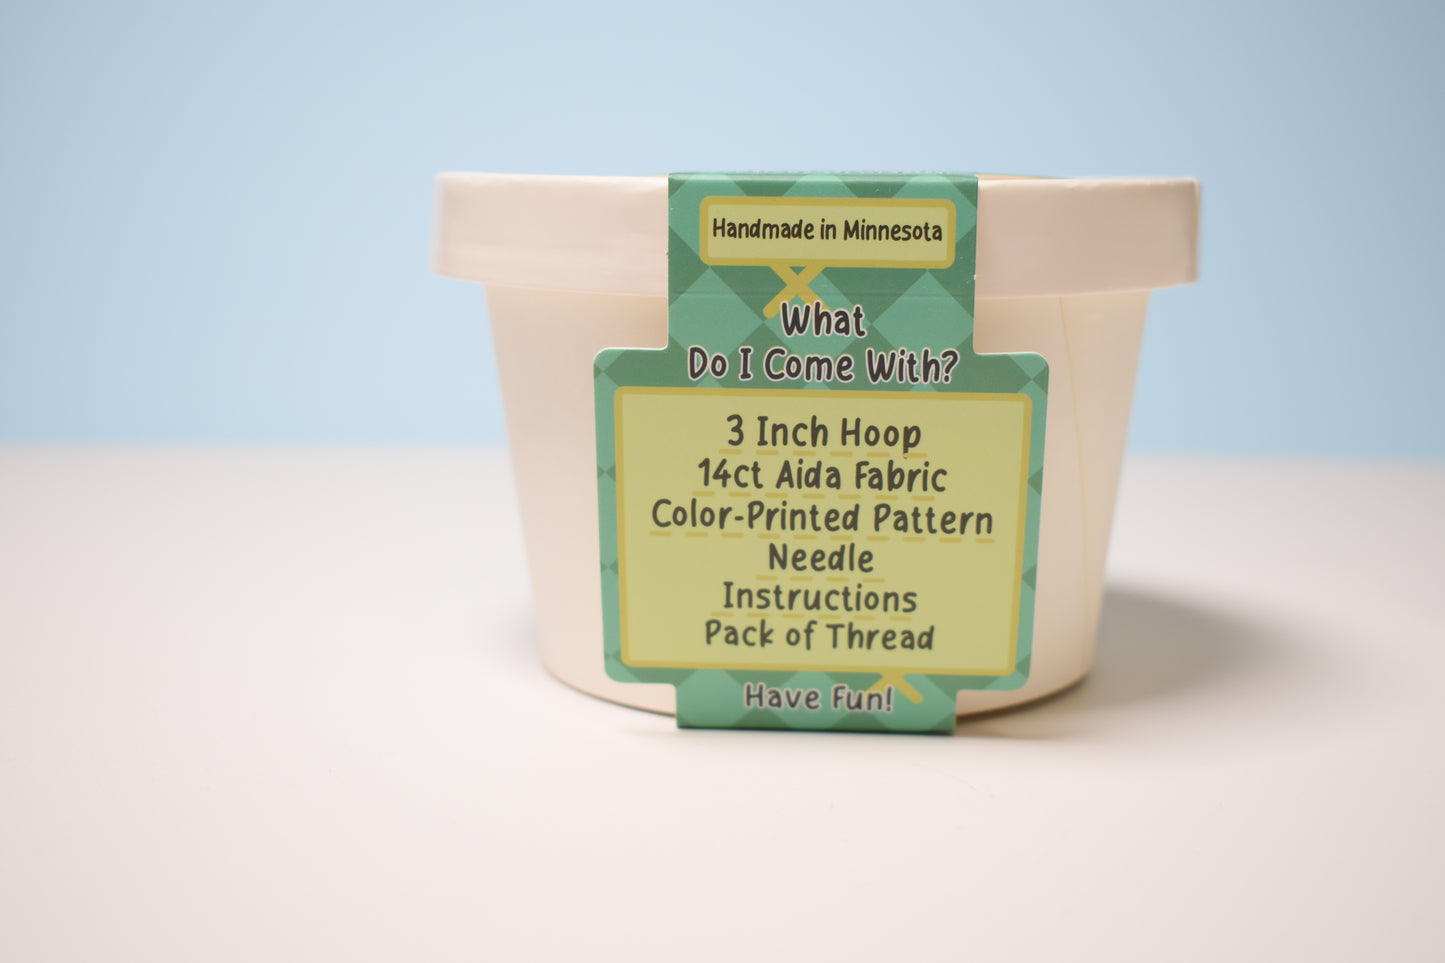 Handmade in Minnesota
What
Do I Come With?
3 Inch Hoop
14ct Aida Fabric
Color-Printed Pattern
Needle
Instructions
Pack of Thread
Have Fun!